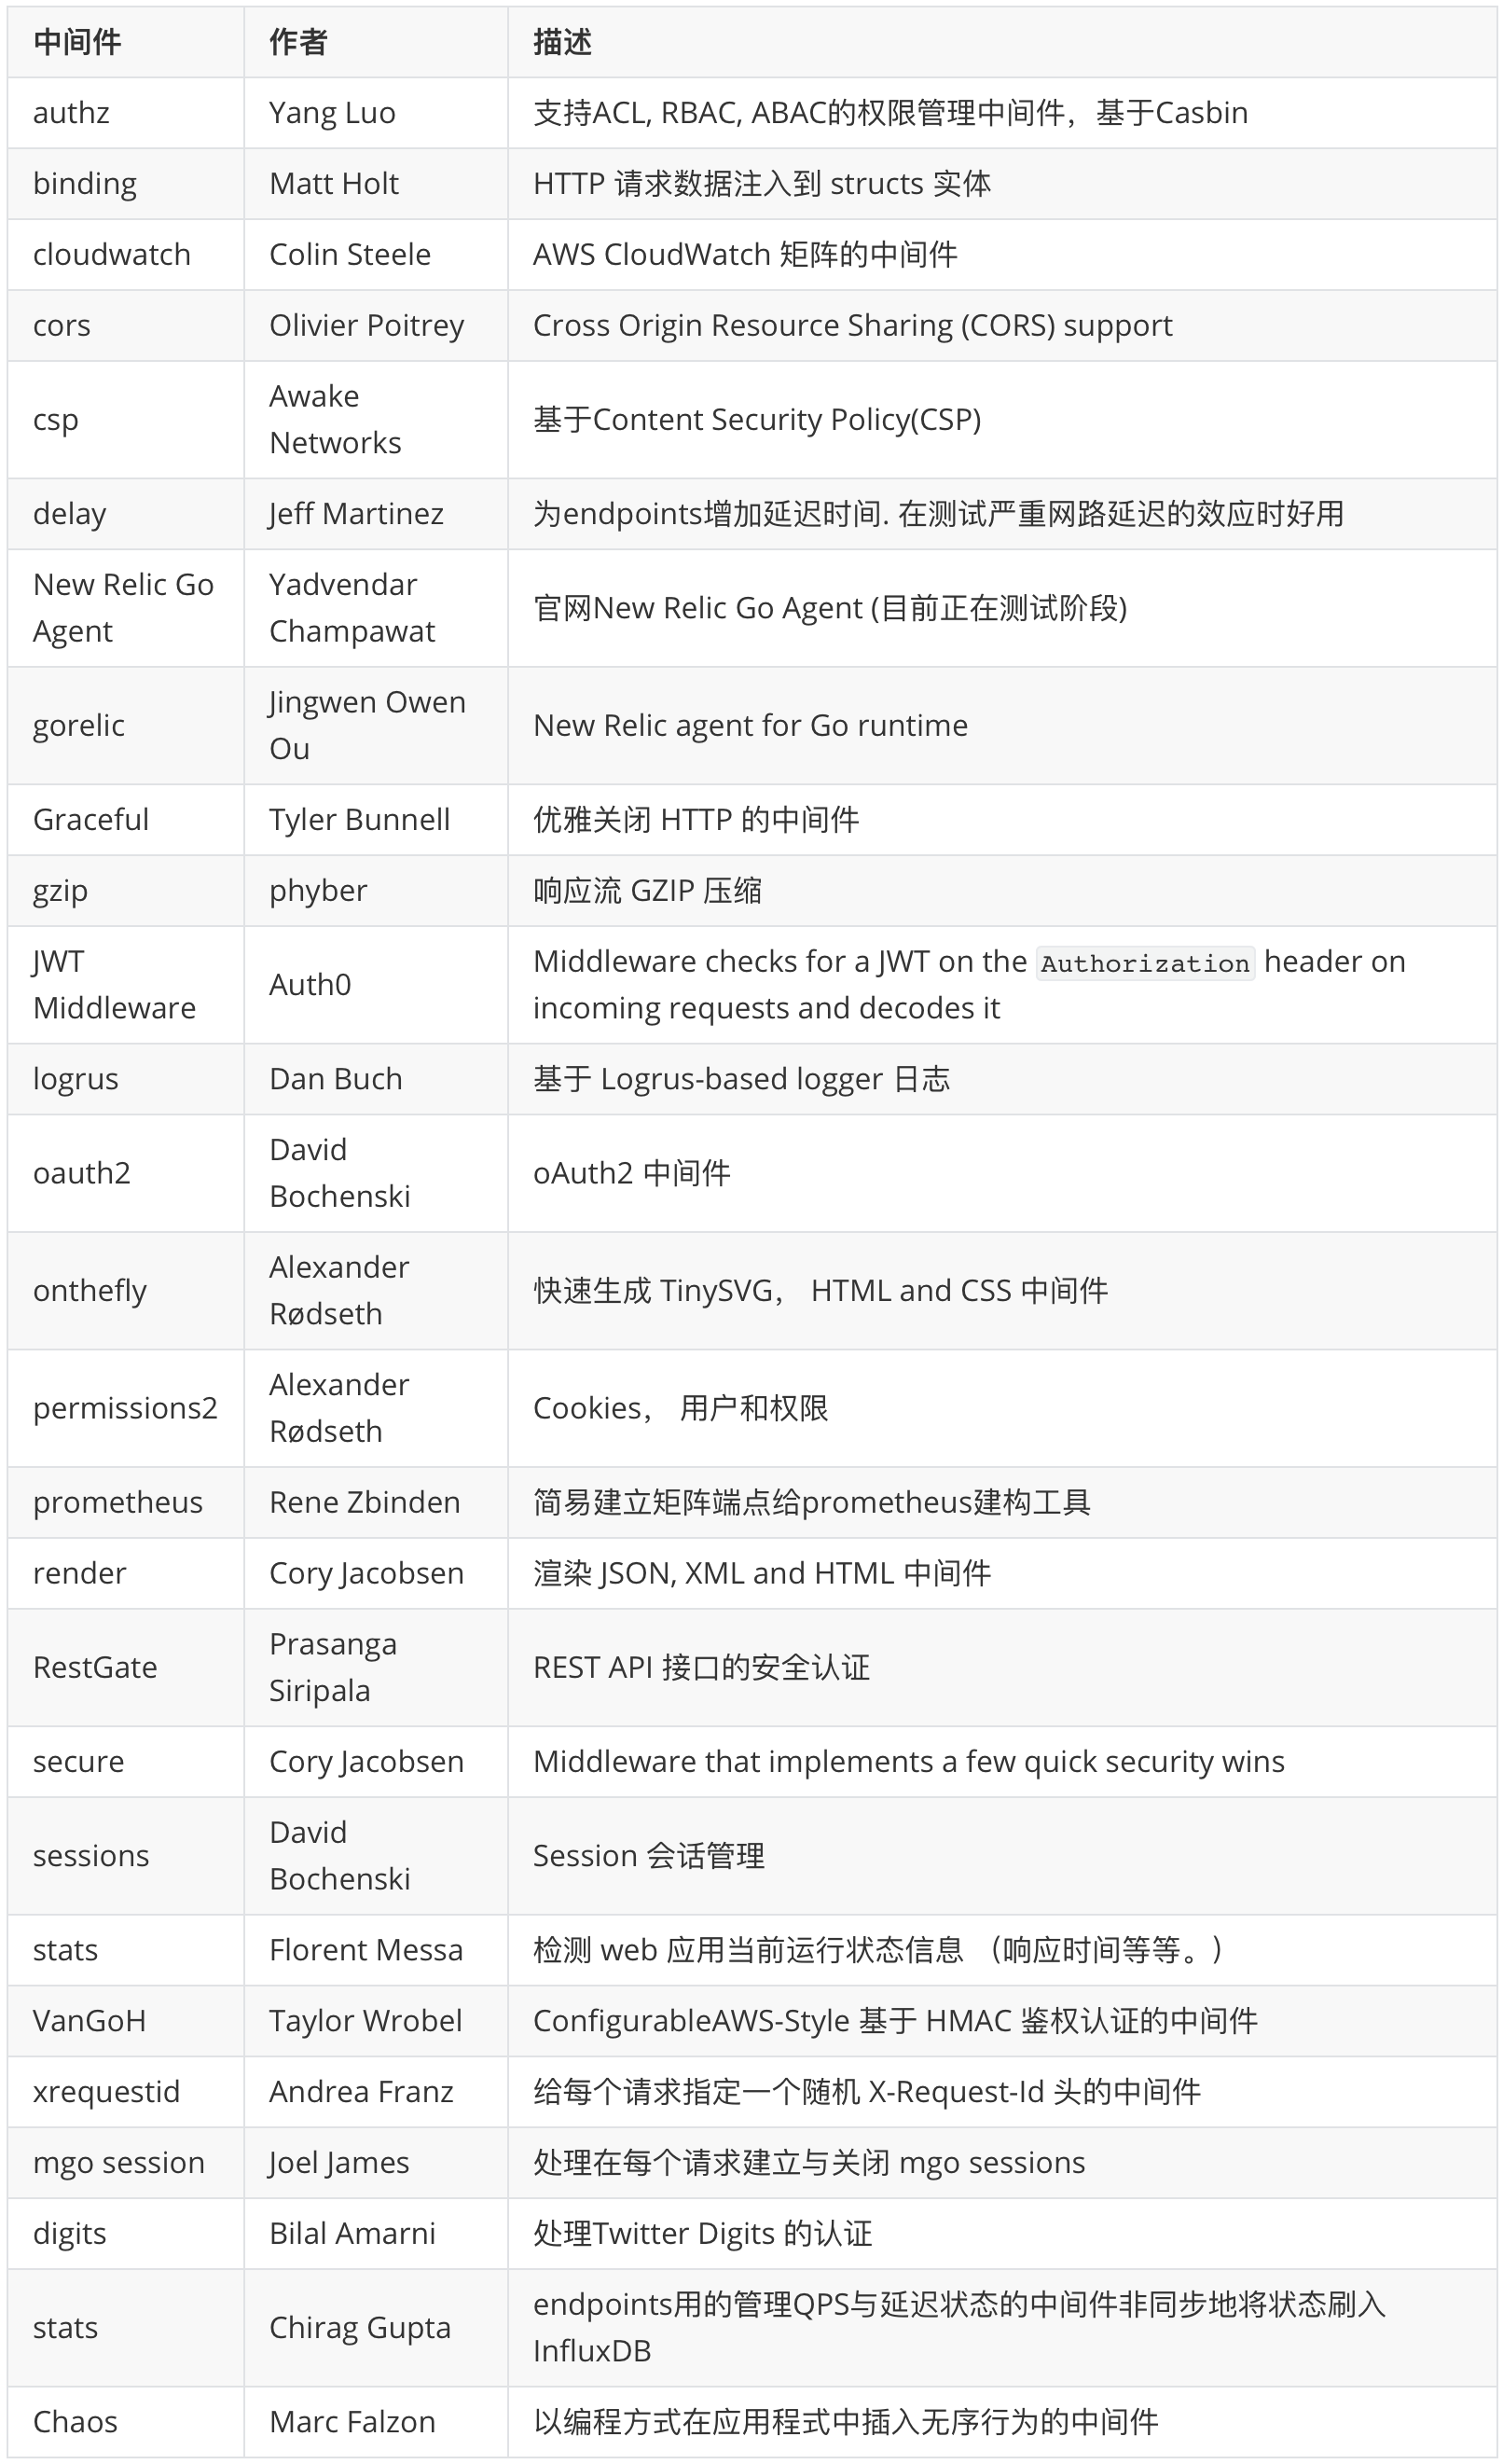 中间件 作者 描述
authz Yang Luo 支持ACL, RBAC, ABAC的权限管理中间件，基于Casbin
binding Matt Holt HTTP 请求数据注入到 structs 实体
cloudwatch Colin Steele AWS CloudWatch 矩阵的中间件
cors Olivier Poitrey Cross Origin Resource Sharing (CORS) support
csp Awake
Networks 基于Content Security Policy(CSP)
delay Jeff Martinez 为endpoints增加延迟时间. 在测试严重网路延迟的效应时好用
New Relic Go
Agent Yadvendar
Champawat 官网New Relic Go Agent (目前正在测试阶段)
gorelic Jingwen Owen
Ou New Relic agent for Go runtime
Graceful Tyler Bunnell 优雅关闭 HTTP 的中间件
gzip phyber 响应流 GZIP 压缩
JWT
Middleware Auth0 Middleware checks for a JWT on the Authorization header on
incoming requests and decodes it
logrus Dan Buch 基于 Logrus-based logger 日志
oauth2 David
Bochenski oAuth2 中间件
onthefly Alexander
Rødseth 快速生成 TinySVG， HTML and CSS 中间件
permissions2 Alexander
Rødseth Cookies， 用户和权限
prometheus Rene Zbinden 简易建立矩阵端点给prometheus建构工具
render Cory Jacobsen 渲染 JSON, XML and HTML 中间件
RestGate Prasanga
Siripala REST API 接口的安全认证
secure Cory Jacobsen Middleware that implements a few quick security wins
sessions David
Bochenski Session 会话管理
stats Florent Messa 检测 web 应用当前运行状态信息 （响应时间等等。）
VanGoH Taylor Wrobel ConfigurableAWS-Style 基于 HMAC 鉴权认证的中间件
xrequestid Andrea Franz 给每个请求指定一个随机 X-Request-Id 头的中间件
mgo session Joel James 处理在每个请求建立与关闭 mgo sessions
digits Bilal Amarni 处理Twitter Digits 的认证
stats Chirag Gupta endpoints用的管理QPS与延迟状态的中间件非同步地将状态刷入
InfluxDB
Chaos Marc Falzon 以编程方式在应用程式中插入无序行为的中间件